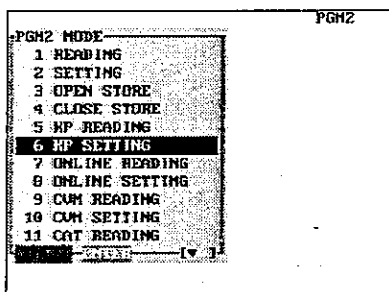 PGM2
PGM2 MODE
1 READING
2 SETTING
3 OPEN STORE
4 CLOSE STORE
5 KP READING
6 KP SETTING
7 ONLINE READING
8 ONLINE SETTING
9 CVM READING
10 CVM SETTING
11 CAT READING
[▼ ]